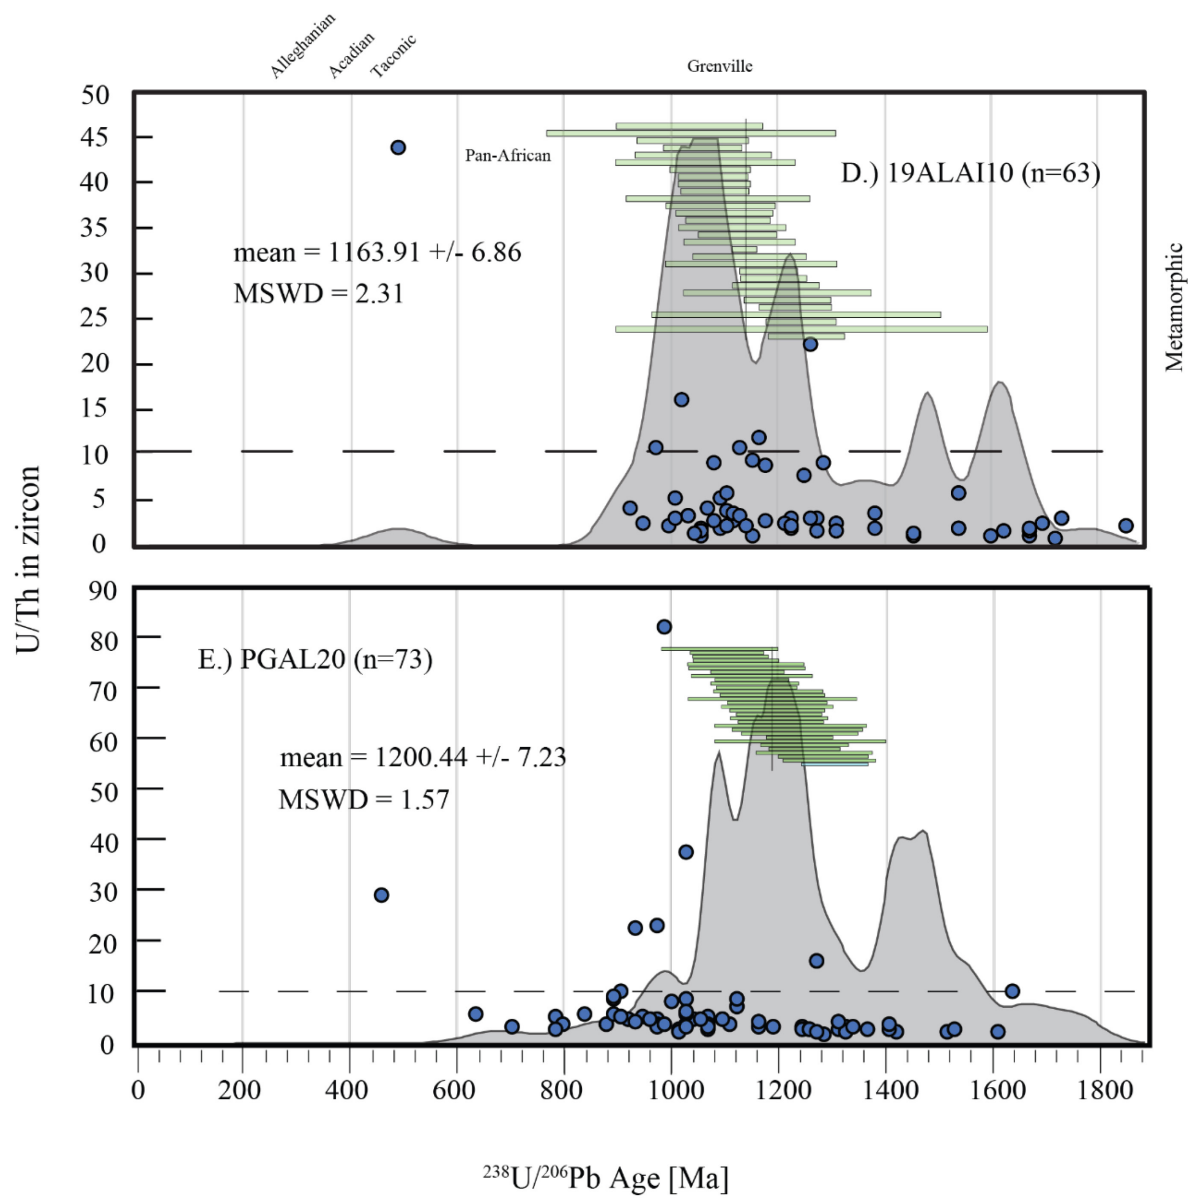 Alleghanian
Acadian
Taconic
Grenville
50
45
Pan-African
D.) 19ALAI10 (n=63)
40
35
mean = 1163.91 +/- 6.86
30
MSWD = 2.31
25
20
15
10
5
0
Metamorphic
U/Th in zircon
90
80
E.) PGAL20 (n=73)
70
60
mean = 1200.44 +/- 7.23
50
MSWD = 1.57
40
30
20
10
0
0 200 400 600 800 1000 1200 1400 1600 1800
²³⁸U/²⁰⁶Pb Age [Ma]